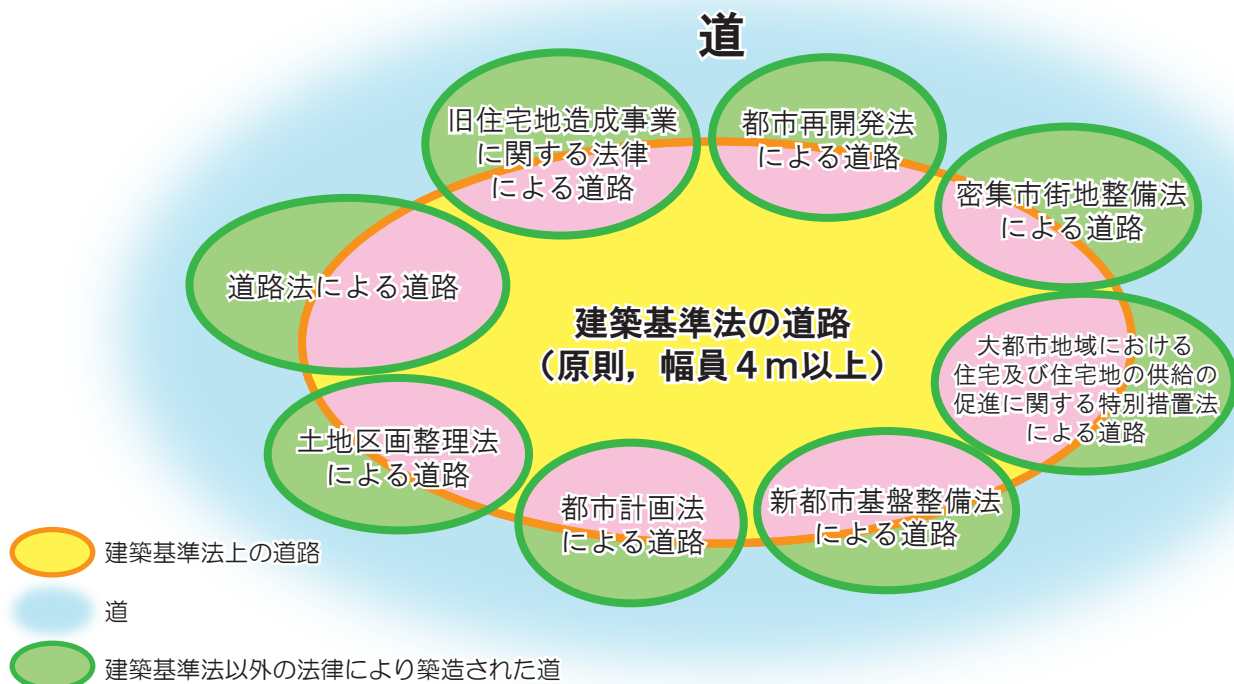 道
旧住宅地造成事業
に関する法律
による道路
都市再開発法
による道路
密集市街地整備法
による道路
道路法による道路
建築基準法の道路
（原則，幅員４ｍ以上）
大都市地域における
住宅及び住宅地の供給の
促進に関する特別措置法
による道路
土地区画整理法
による道路
都市計画法
による道路
新都市基盤整備法
による道路
建築基準法上の道路
道
建築基準法以外の法律により築造された道